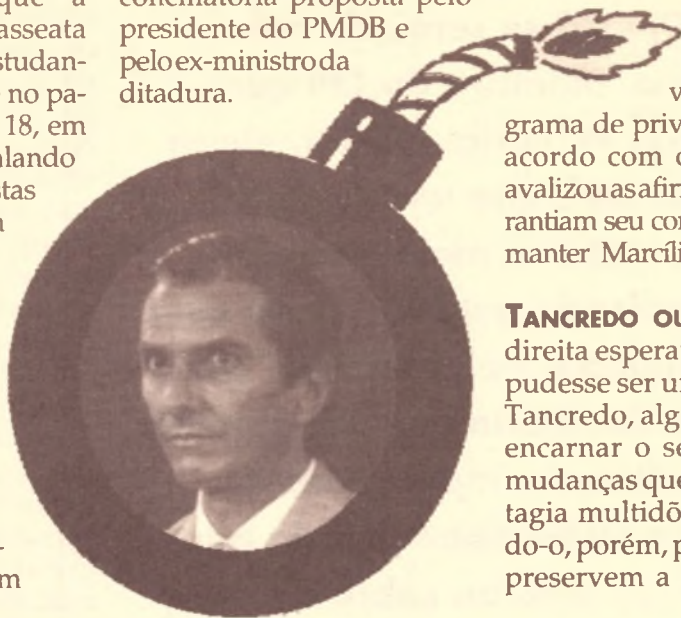 que a
asseata
studan-
no pa-
18, em
alando
stas
m
conciliatória proposta pelo
presidente do PMDB e
pelo ex-ministro da
ditadura.
v
grama de priv
acordo com
avalizou as afir
rantiam seu con
manter Marcíli
TANCREDO OU
direita espera
pudesse ser u
Tancredo, alg
encarnar o se
mudanças que
tagia multidõ
do-o, porém, p
preservem a